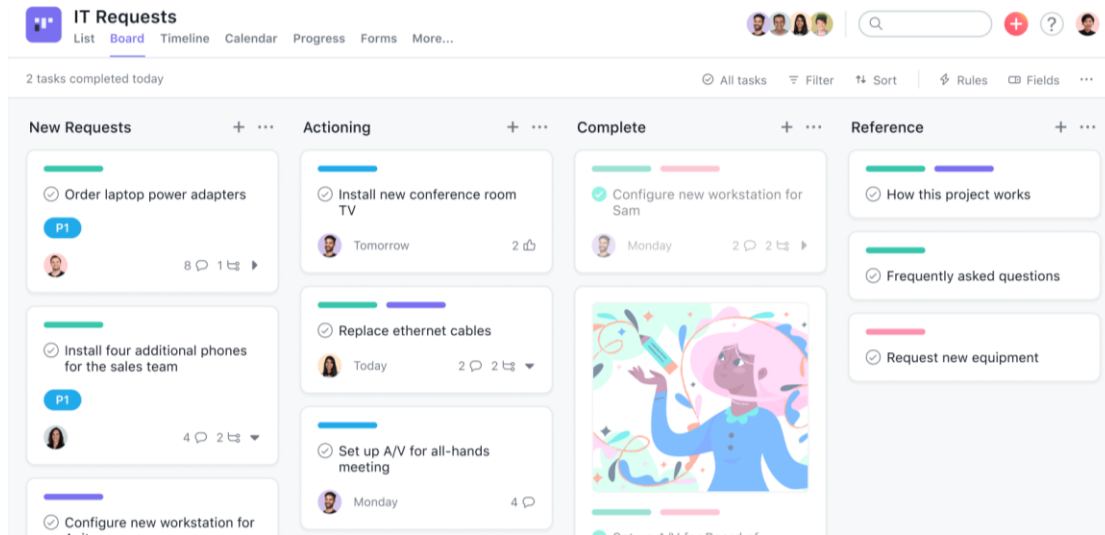 IT Requests
List Board Timeline Calendar Progress Forms More...
?
2 tasks completed today
All tasks Filter Sort Rules Fields
New Requests
Order laptop power adapters
P1
8 1
Install four additional phones
for the sales team
P1
4 2
Configure new workstation for
Actioning
Install new conference room
TV
Tomorrow 2
Replace ethernet cables
Today 2 2
Set up A/V for all-hands
meeting
Monday 4
Complete
Configure new workstation for
Sam
Monday 2 2
Reference
How this project works
Frequently asked questions
Request new equipment